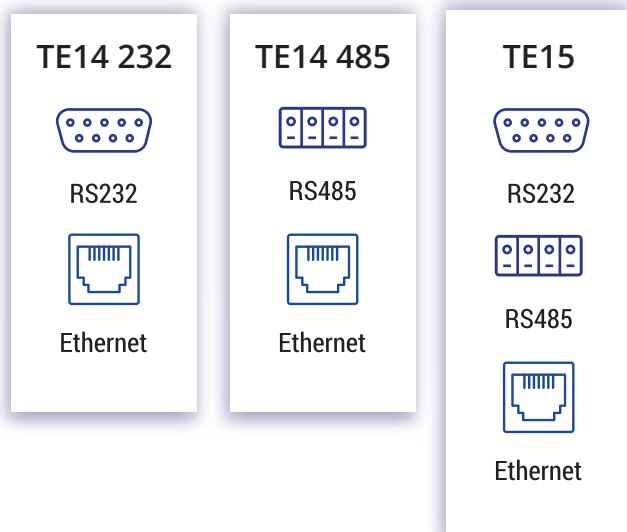 TE14 232
RS232
Ethernet
TE14 485
RS485
Ethernet
TE15
RS232
RS485
Ethernet